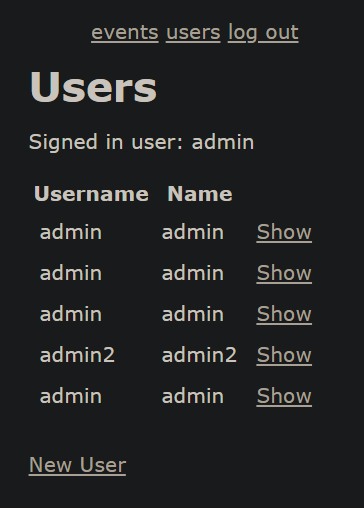 events users log out
Users
Signed in user: admin
Username Name
admin admin Show
admin admin Show
admin admin Show
admin2 admin2 Show
admin admin Show
New User